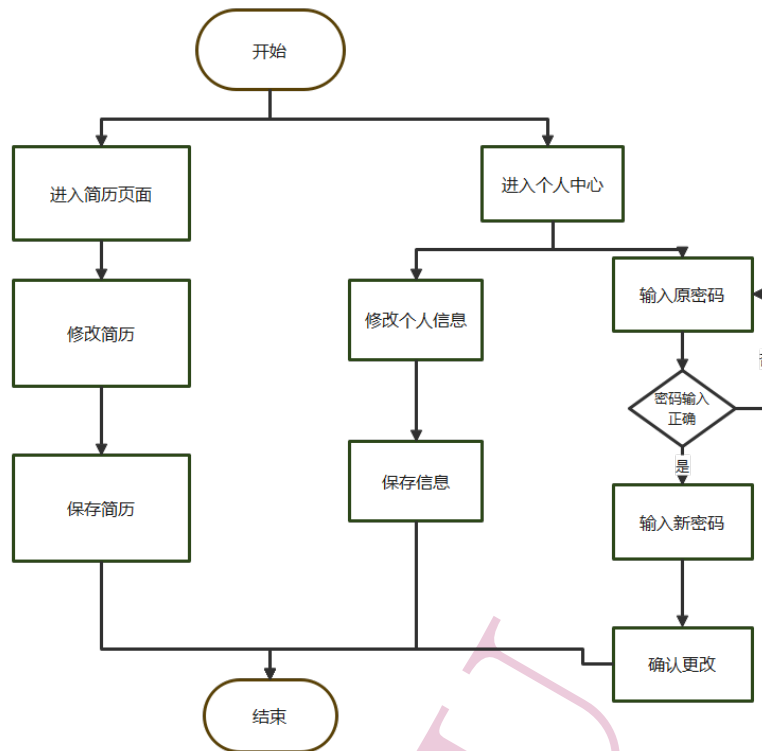 开始
进入简历页面
进入个人中心
修改简历
修改个人信息
输入原密码
密码输入
正确
是
保存简历
保存信息
输入新密码
确认更改
结束